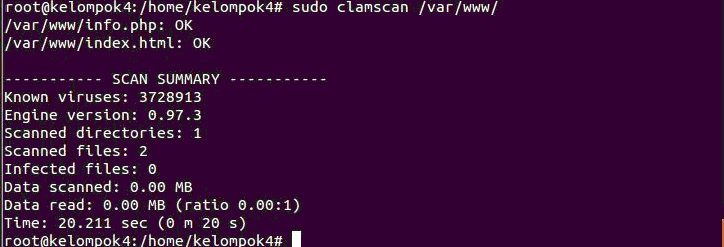 root@kelompok4:/home/kelompok4# sudo clamscan /var/www/
/var/www/info.php: OK
/var/www/index.html: OK
----------- SCAN SUMMARY -----------
Known viruses: 3728913
Engine version: 0.97.3
Scanned directories: 1
Scanned files: 2
Infected files: 0
Data scanned: 0.00 MB
Data read: 0.00 MB (ratio 0.00:1)
Time: 20.211 sec (0 m 20 s)
root@kelompok4:/home/kelompok4#